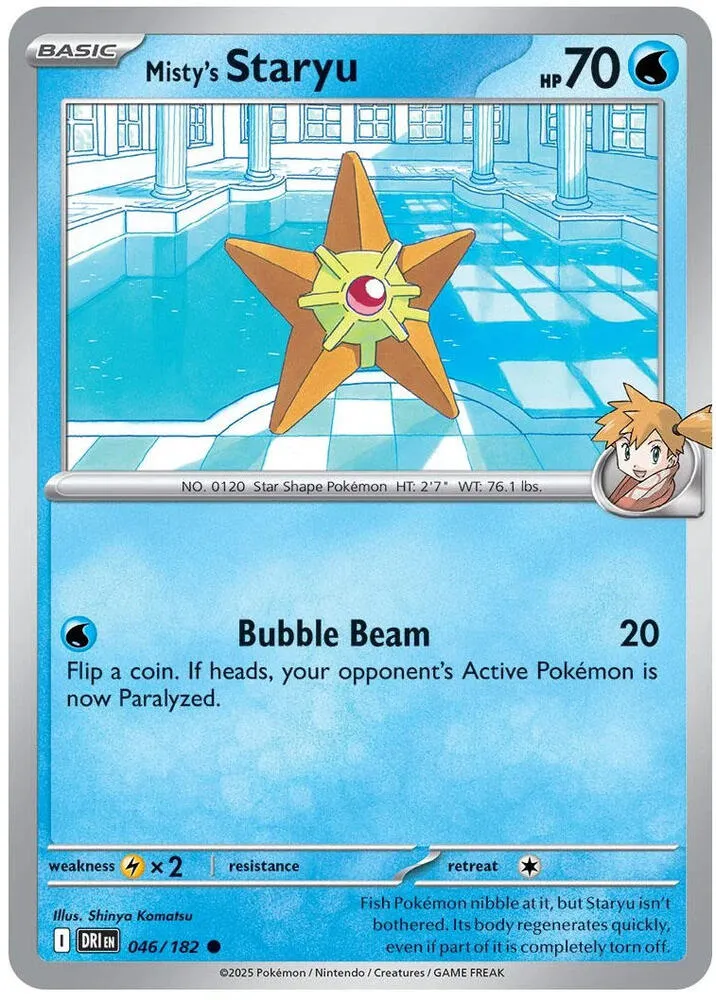 BASIC
Misty's Staryu
HP 70
NO. 0120 Star Shape Pokémon HT: 2'7" WT: 76.1 lbs.
Bubble Beam 20
Flip a coin. If heads, your opponent's Active Pokémon is
now Paralyzed.
weakness ×2 resistance retreat
Fish Pokémon nibble at it, but Staryu isn't
bothered. Its body regenerates quickly,
even if part of it is completely torn off.
Illus. Shinya Komatsu
I DRI EN 046/182
©2025 Pokémon / Nintendo / Creatures / GAME FREAK